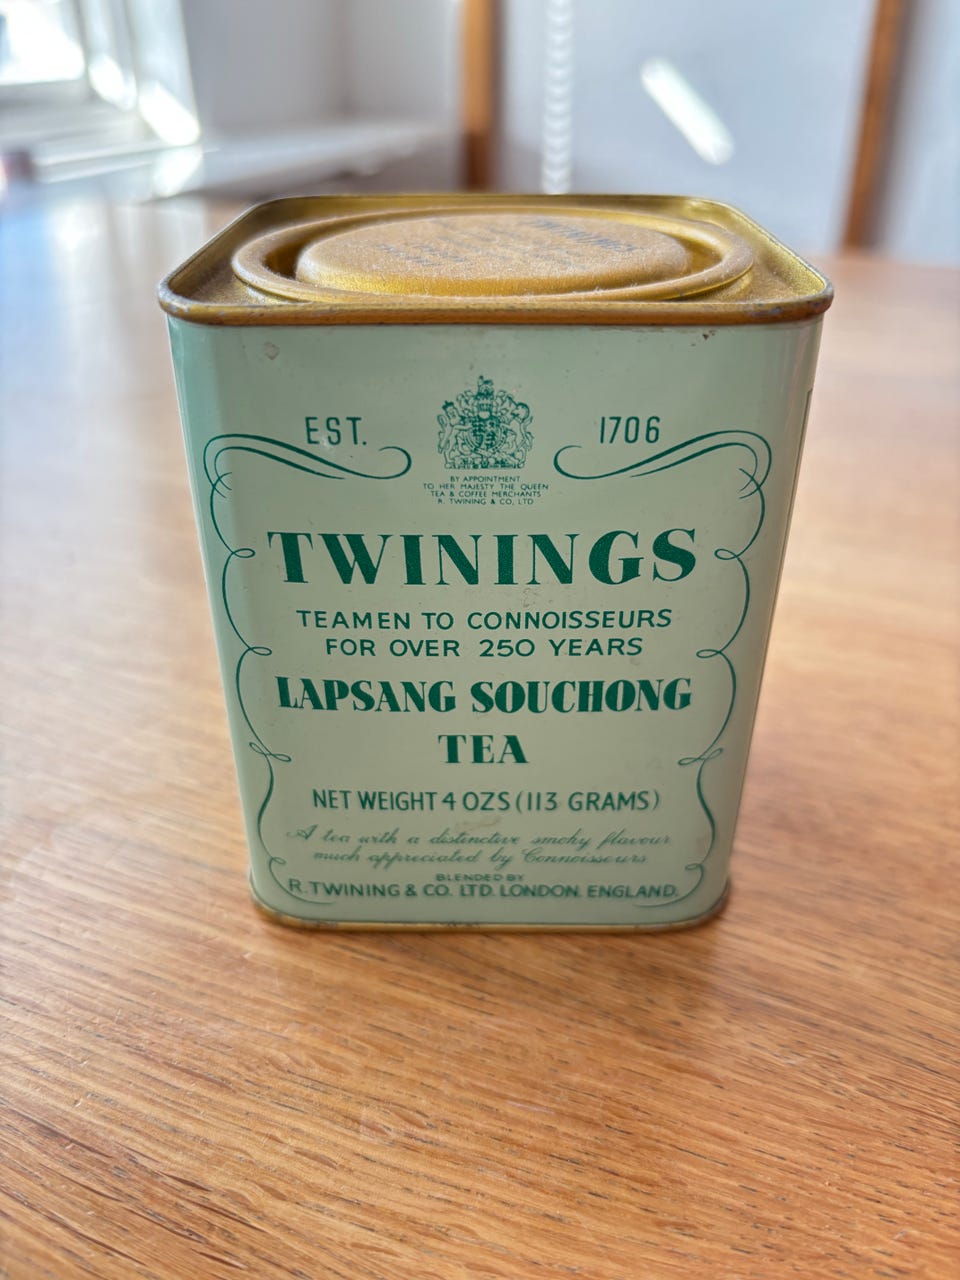 TWININGS
EST. 1706
BY APPOINTMENT
TO HER MAJESTY THE QUEEN
TEA & COFFEE MERCHANTS
R. TWINING & CO. LTD
TWININGS
TEAMEN TO CONNOISSEURS
FOR OVER 250 YEARS
LAPSANG SOUCHONG
TEA
NET WEIGHT 4 OZS (113 GRAMS)
A tea with a distinctive smoky flavour
much appreciated by Connoisseurs
BLENDED BY
R. TWINING & CO. LTD. LONDON. ENGLAND.